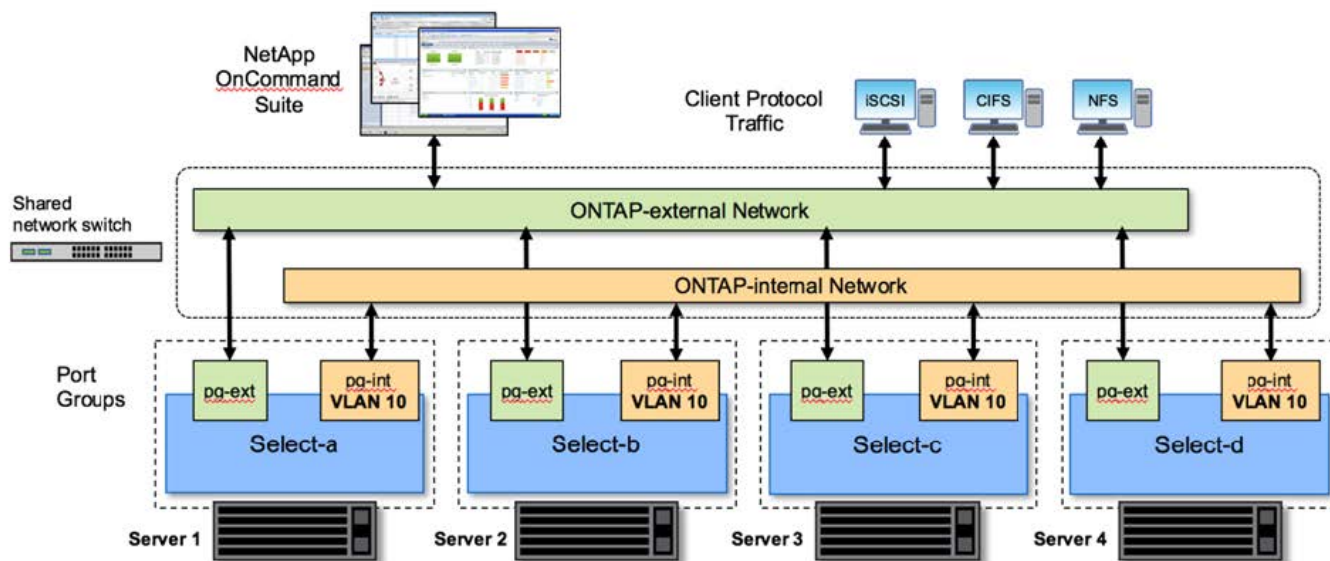 NetApp
OnCommand
Suite
Client Protocol
Traffic
iSCSI
CIFS
NFS
Shared
network switch
ONTAP-external Network
ONTAP-internal Network
Port
Groups
pg-ext
pg-int
VLAN 10
pg-ext
pg-int
VLAN 10
pg-ext
pg-int
VLAN 10
pg-ext
pg-int
VLAN 10
Select-a
Select-b
Select-c
Select-d
Server 1
Server 2
Server 3
Server 4